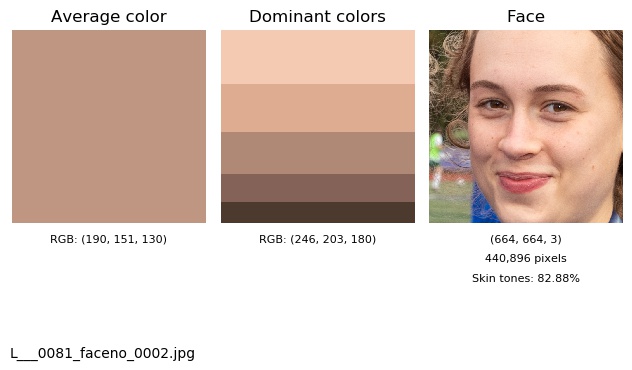 Average color
Dominant colors
Face
RGB: (190, 151, 130)
RGB: (246, 203, 180)
(664, 664, 3)
440,896 pixels
Skin tones: 82.88%
L___0081_faceno_0002.jpg